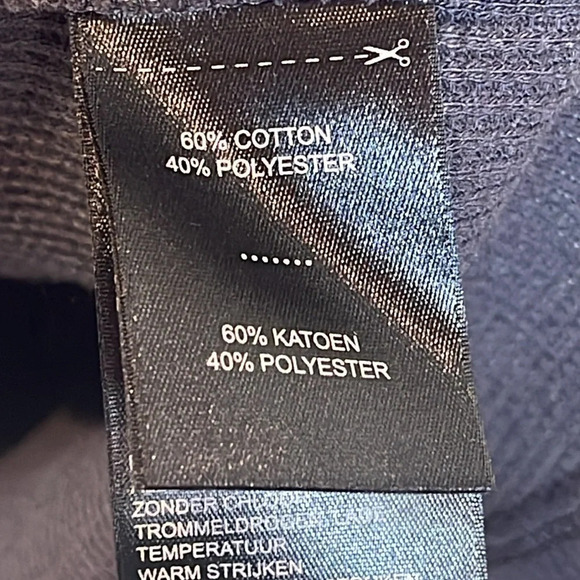 60% COTTON
40% POLYESTER
60% KATOEN
40% POLYESTER
ZONDER
TROMMELDROGEN
TEMPERATUUR
WARM STRIJKEN